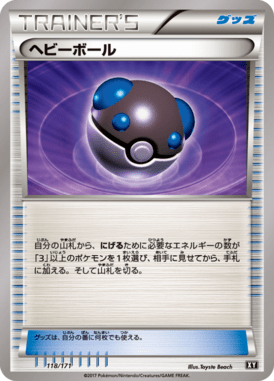 TRAINER'S グッズ
ヘビーボール
自分の山札から、にげるために必要なエネルギーの数が
「3」以上のポケモンを1枚選び、相手に見せてから、手札
に加える。そして山札を切る。
グッズは、自分の番に何枚でも使える。
118/171
Illus.Toyste Beach
XY
©2017 Pokémon/Nintendo/Creatures/GAME FREAK.